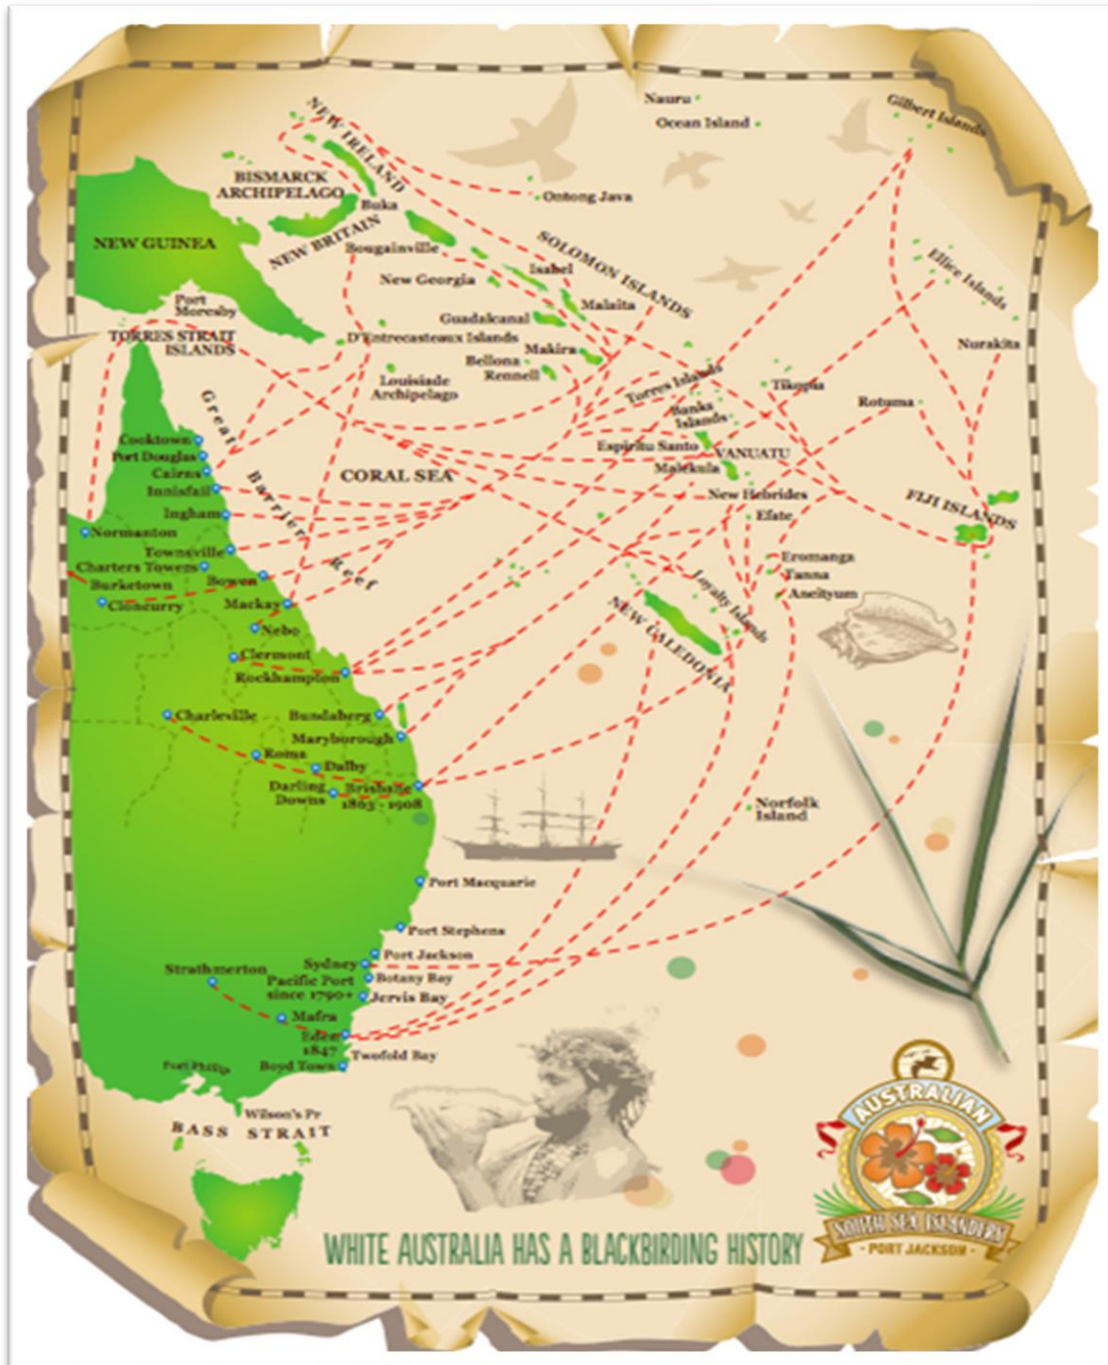 Nauru
Ocean Island
Gilbert Islands
NEW IRELAND
BISMARCK
ARCHIPELAGO
Ontong Java
Buka
NEW GUINEA
NEW BRITAIN
Bougainville
SOLOMON ISLANDS
Isabel
Ellice Islands
New Georgia
Malaita
Port
Moresby
Guadalcanal
TORRES STRAIT
ISLANDS
D'Entrecasteaux Islands
Makira
Nurakita
Bellona
Rennell
Louisiade
Archipelago
Torres Islands
Tikopia
Rotuma
Banks
Islands
Great
Barrier
Reef
Cooktown
Port Douglas
Cairns
Innisfail
Ingham
CORAL SEA
Espiritu Santo
VANUATU
Malekula
New Hebrides
Efate
FIJI ISLANDS
Normanton
Townsville
Charters Towers
Burketown
Bowen
Cloncurry
Mackay
Nebo
Clermont
Rockhampton
Eromanga
Tanna
Aneityum
Loyalty Islands
NEW CALEDONIA
Charleville
Bundaberg
Maryborough
Roma
Dalby
Darling
Downs
Brisbane
1863 - 1908
Norfolk
Island
Port Macquarie
Port Stephens
Port Jackson
Strathmerton
Sydney
Pacific Port
since 1790+
Botany Bay
Jervis Bay
Mafra
Eden
1847
Twofold Bay
Port Philip
Boyd Town
Wilson's Pr
BASS STRAIT
AUSTRALIAN
SOUTH SEA ISLANDERS
- PORT JACKSON -
WHITE AUSTRALIA HAS A BLACKBIRDING HISTORY